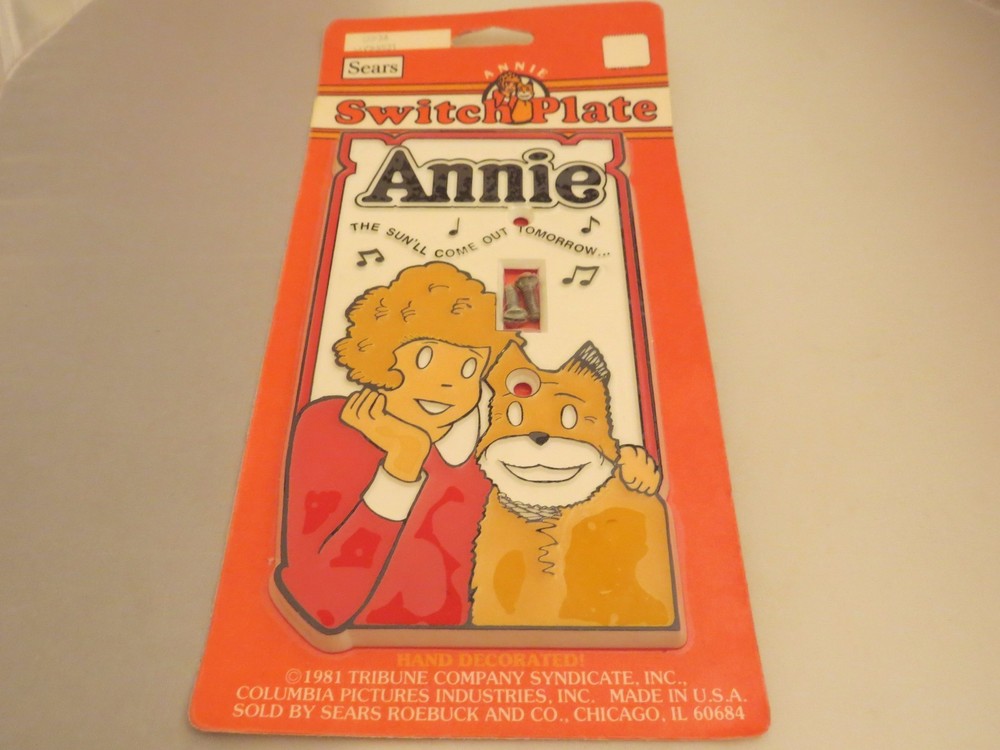 Sears
ANNIE
Switch Plate
Annie
THE SUN'LL COME OUT TOMORROW...
HAND DECORATED!
©1981 TRIBUNE COMPANY SYNDICATE, INC.,
COLUMBIA PICTURES INDUSTRIES, INC. MADE IN U.S.A.
SOLD BY SEARS ROEBUCK AND CO., CHICAGO, IL 60684